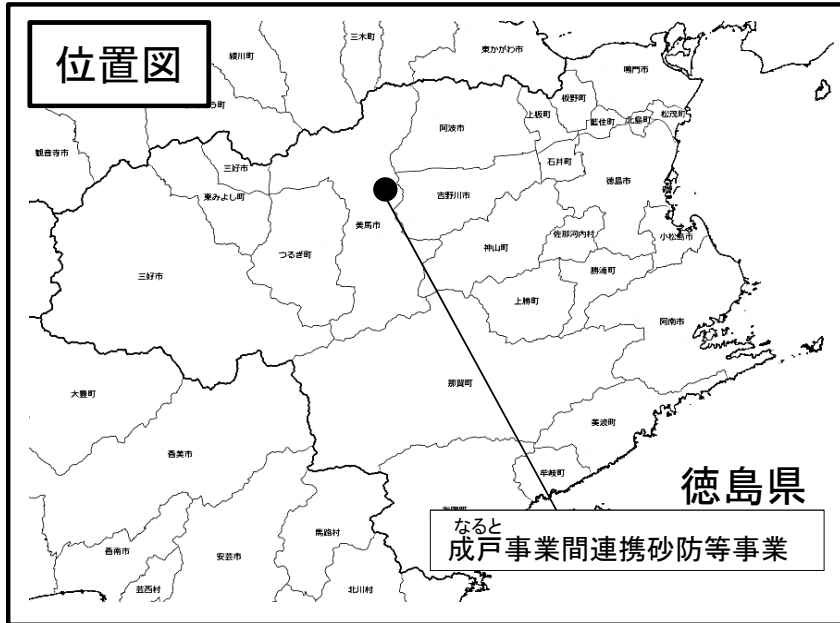 位置図
綾川町
三木町
東かがわ市
鳴門市
う町
板野町
上板町
藍住町
北島町
松茂町
阿波市
観音寺市
三好市
石井町
徳島市
東みよし町
吉野川市
美馬市
佐那河内村
小松島市
神山町
つるぎ町
勝浦町
三好市
上勝町
阿南市
那賀町
大豊町
美波町
香美市
牟岐町
徳島県
なると
成戸事業間連携砂防等事業
馬路村
香南市
安芸市
芸西村
北川村